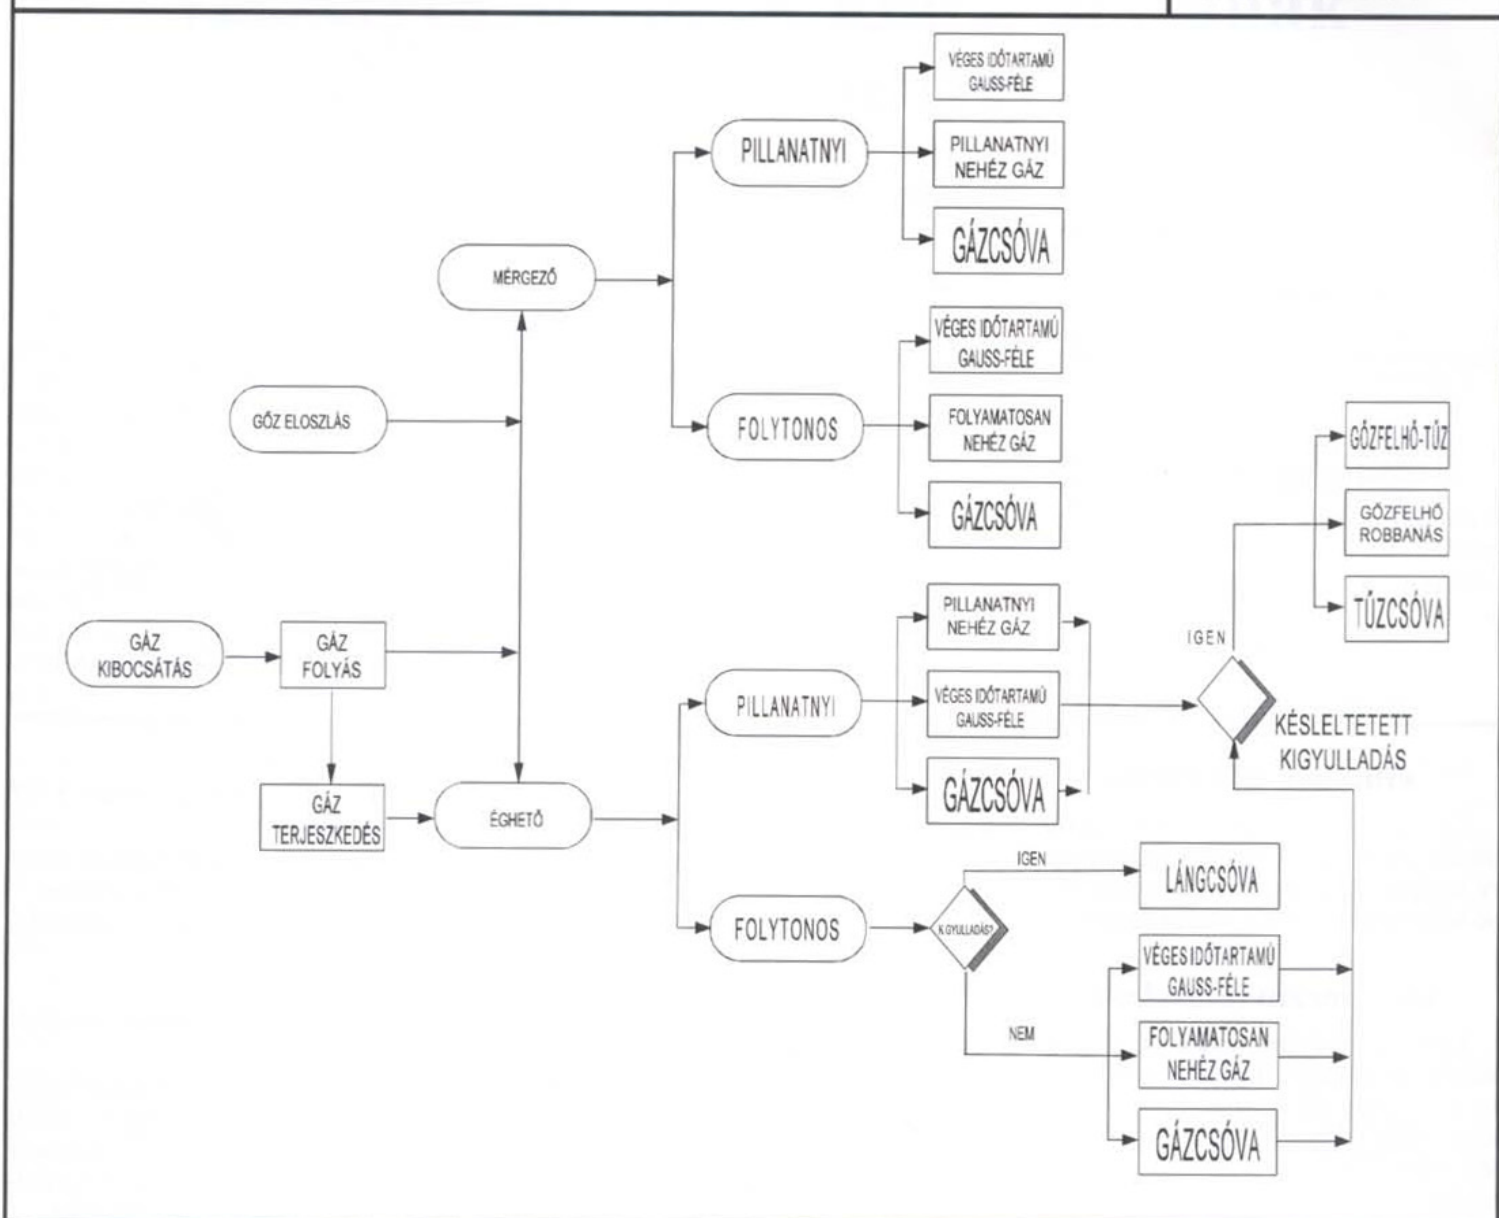 VÉGES IDŐTARTAMÚ
GAUSS-FÉLE
PILLANATNYI
PILLANATNYI
NEHÉZ GÁZ
GÁZCSÓVA
MÉRGEZŐ
VÉGES IDŐTARTAMÚ
GAUSS-FÉLE
GŐZ ELOSZLÁS
FOLYTONOS
FOLYAMATOSAN
NEHÉZ GÁZ
GÁZCSÓVA
GŐZFELHŐ-TŰZ
GŐZFELHŐ
ROBBANÁS
TŰZCSÓVA
IGEN
GÁZ
KIBOCSÁTÁS
GÁZ
FOLYÁS
PILLANATNYI
NEHÉZ GÁZ
PILLANATNYI
VÉGES IDŐTARTAMÚ
GAUSS-FÉLE
KÉSLELTETETT
KIGYULLADÁS
GÁZ
TERJESZKEDÉS
ÉGHETŐ
GÁZCSÓVA
IGEN
LÁNGCSÓVA
FOLYTONOS
K.GYULLADÁS?
VÉGES IDŐTARTAMÚ
GAUSS-FÉLE
NEM
FOLYAMATOSAN
NEHÉZ GÁZ
GÁZCSÓVA